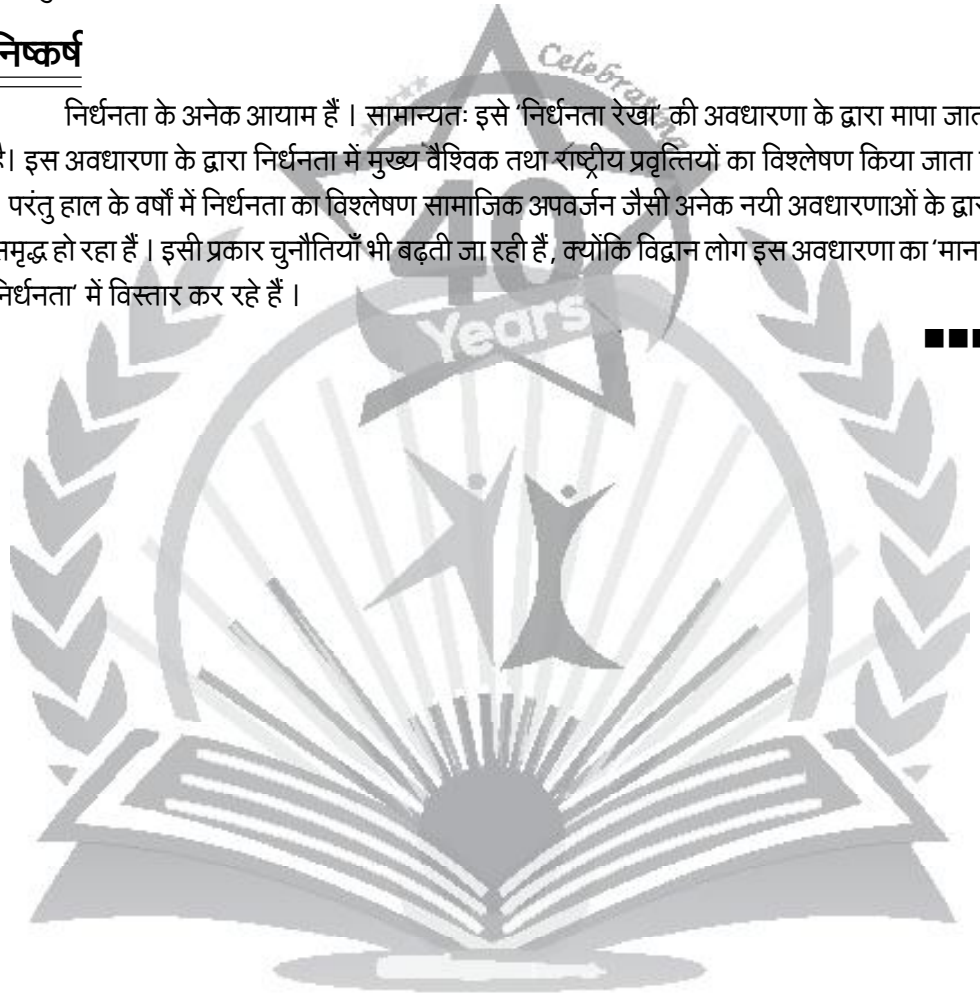 निष्कर्ष
निर्धनता के अनेक आयाम हैं । सामान्यतः इसे 'निर्धनता रेखा' की अवधारणा के द्वारा मापा जात
है। इस अवधारणा के द्वारा निर्धनता में मुख्य वैश्विक तथा राष्ट्रीय प्रवृत्तियों का विश्लेषण किया जाता
परंतु हाल के वर्षों में निर्धनता का विश्लेषण सामाजिक अपवर्जन जैसी अनेक नयी अवधारणाओं के द्वार
समृद्ध हो रहा हैं । इसी प्रकार चुनौतियाँ भी बढ़ती जा रही हैं, क्योंकि विद्वान लोग इस अवधारणा का 'मान
निर्धनता' में विस्तार कर रहे हैं ।
Celebrating
40
Years